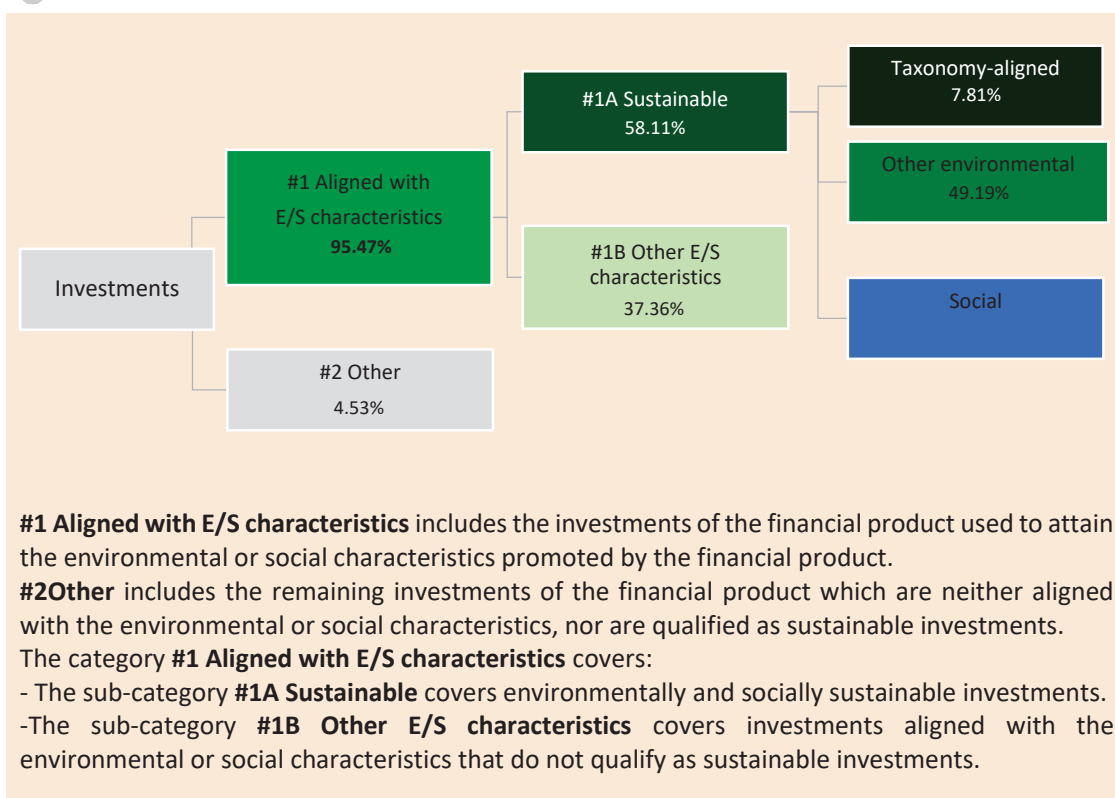 Taxonomy-aligned
7.81%
#1A Sustainable
58.11%
Other environmental
49.19%
#1 Aligned with
E/S characteristics
95.47%
#1B Other E/S
characteristics
37.36%
Investments
Social
#2 Other
4.53%
#1 Aligned with E/S characteristics includes the investments of the financial product used to attain
the environmental or social characteristics promoted by the financial product.
#2Other includes the remaining investments of the financial product which are neither aligned
with the environmental or social characteristics, nor are qualified as sustainable investments.
The category #1 Aligned with E/S characteristics covers:
- The sub-category #1A Sustainable covers environmentally and socially sustainable investments.
-The sub-category #1B Other E/S characteristics covers investments aligned with the
environmental or social characteristics that do not qualify as sustainable investments.